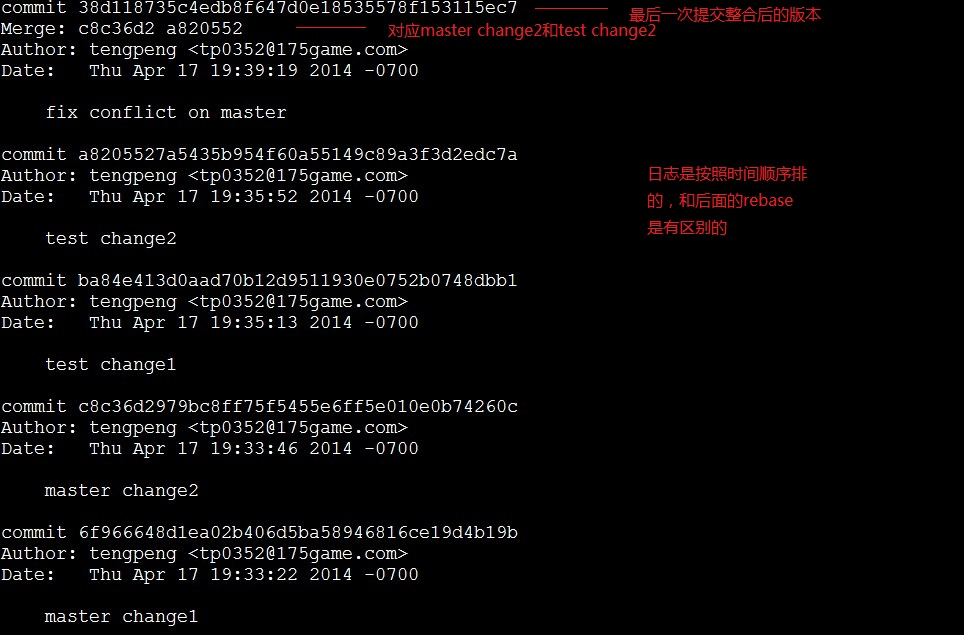 commit 38d118735c4edb8f647d0e18535578f153115ec7
最后一次提交整合后的版本
Merge: c8c36d2 a820552
对应master change2和test change2
Author: tengpeng <tp0352@175game.com>
Date:   Thu Apr 17 19:39:19 2014 -0700
fix conflict on master
commit a8205527a5435b954f60a55149c89a3f3d2edc7a
Author: tengpeng <tp0352@175game.com>
Date:   Thu Apr 17 19:35:52 2014 -0700
日志是按照时间顺序排
的，和后面的rebase
是有区别的
test change2
commit ba84e413d0aad70b12d9511930e0752b0748dbb1
Author: tengpeng <tp0352@175game.com>
Date:   Thu Apr 17 19:35:13 2014 -0700
test change1
commit c8c36d2979bc8ff75f5455e6ff5e010e0b74260c
Author: tengpeng <tp0352@175game.com>
Date:   Thu Apr 17 19:33:46 2014 -0700
master change2
commit 6f966648d1ea02b406d5ba58946816ce19d4b19b
Author: tengpeng <tp0352@175game.com>
Date:   Thu Apr 17 19:33:22 2014 -0700
master change1